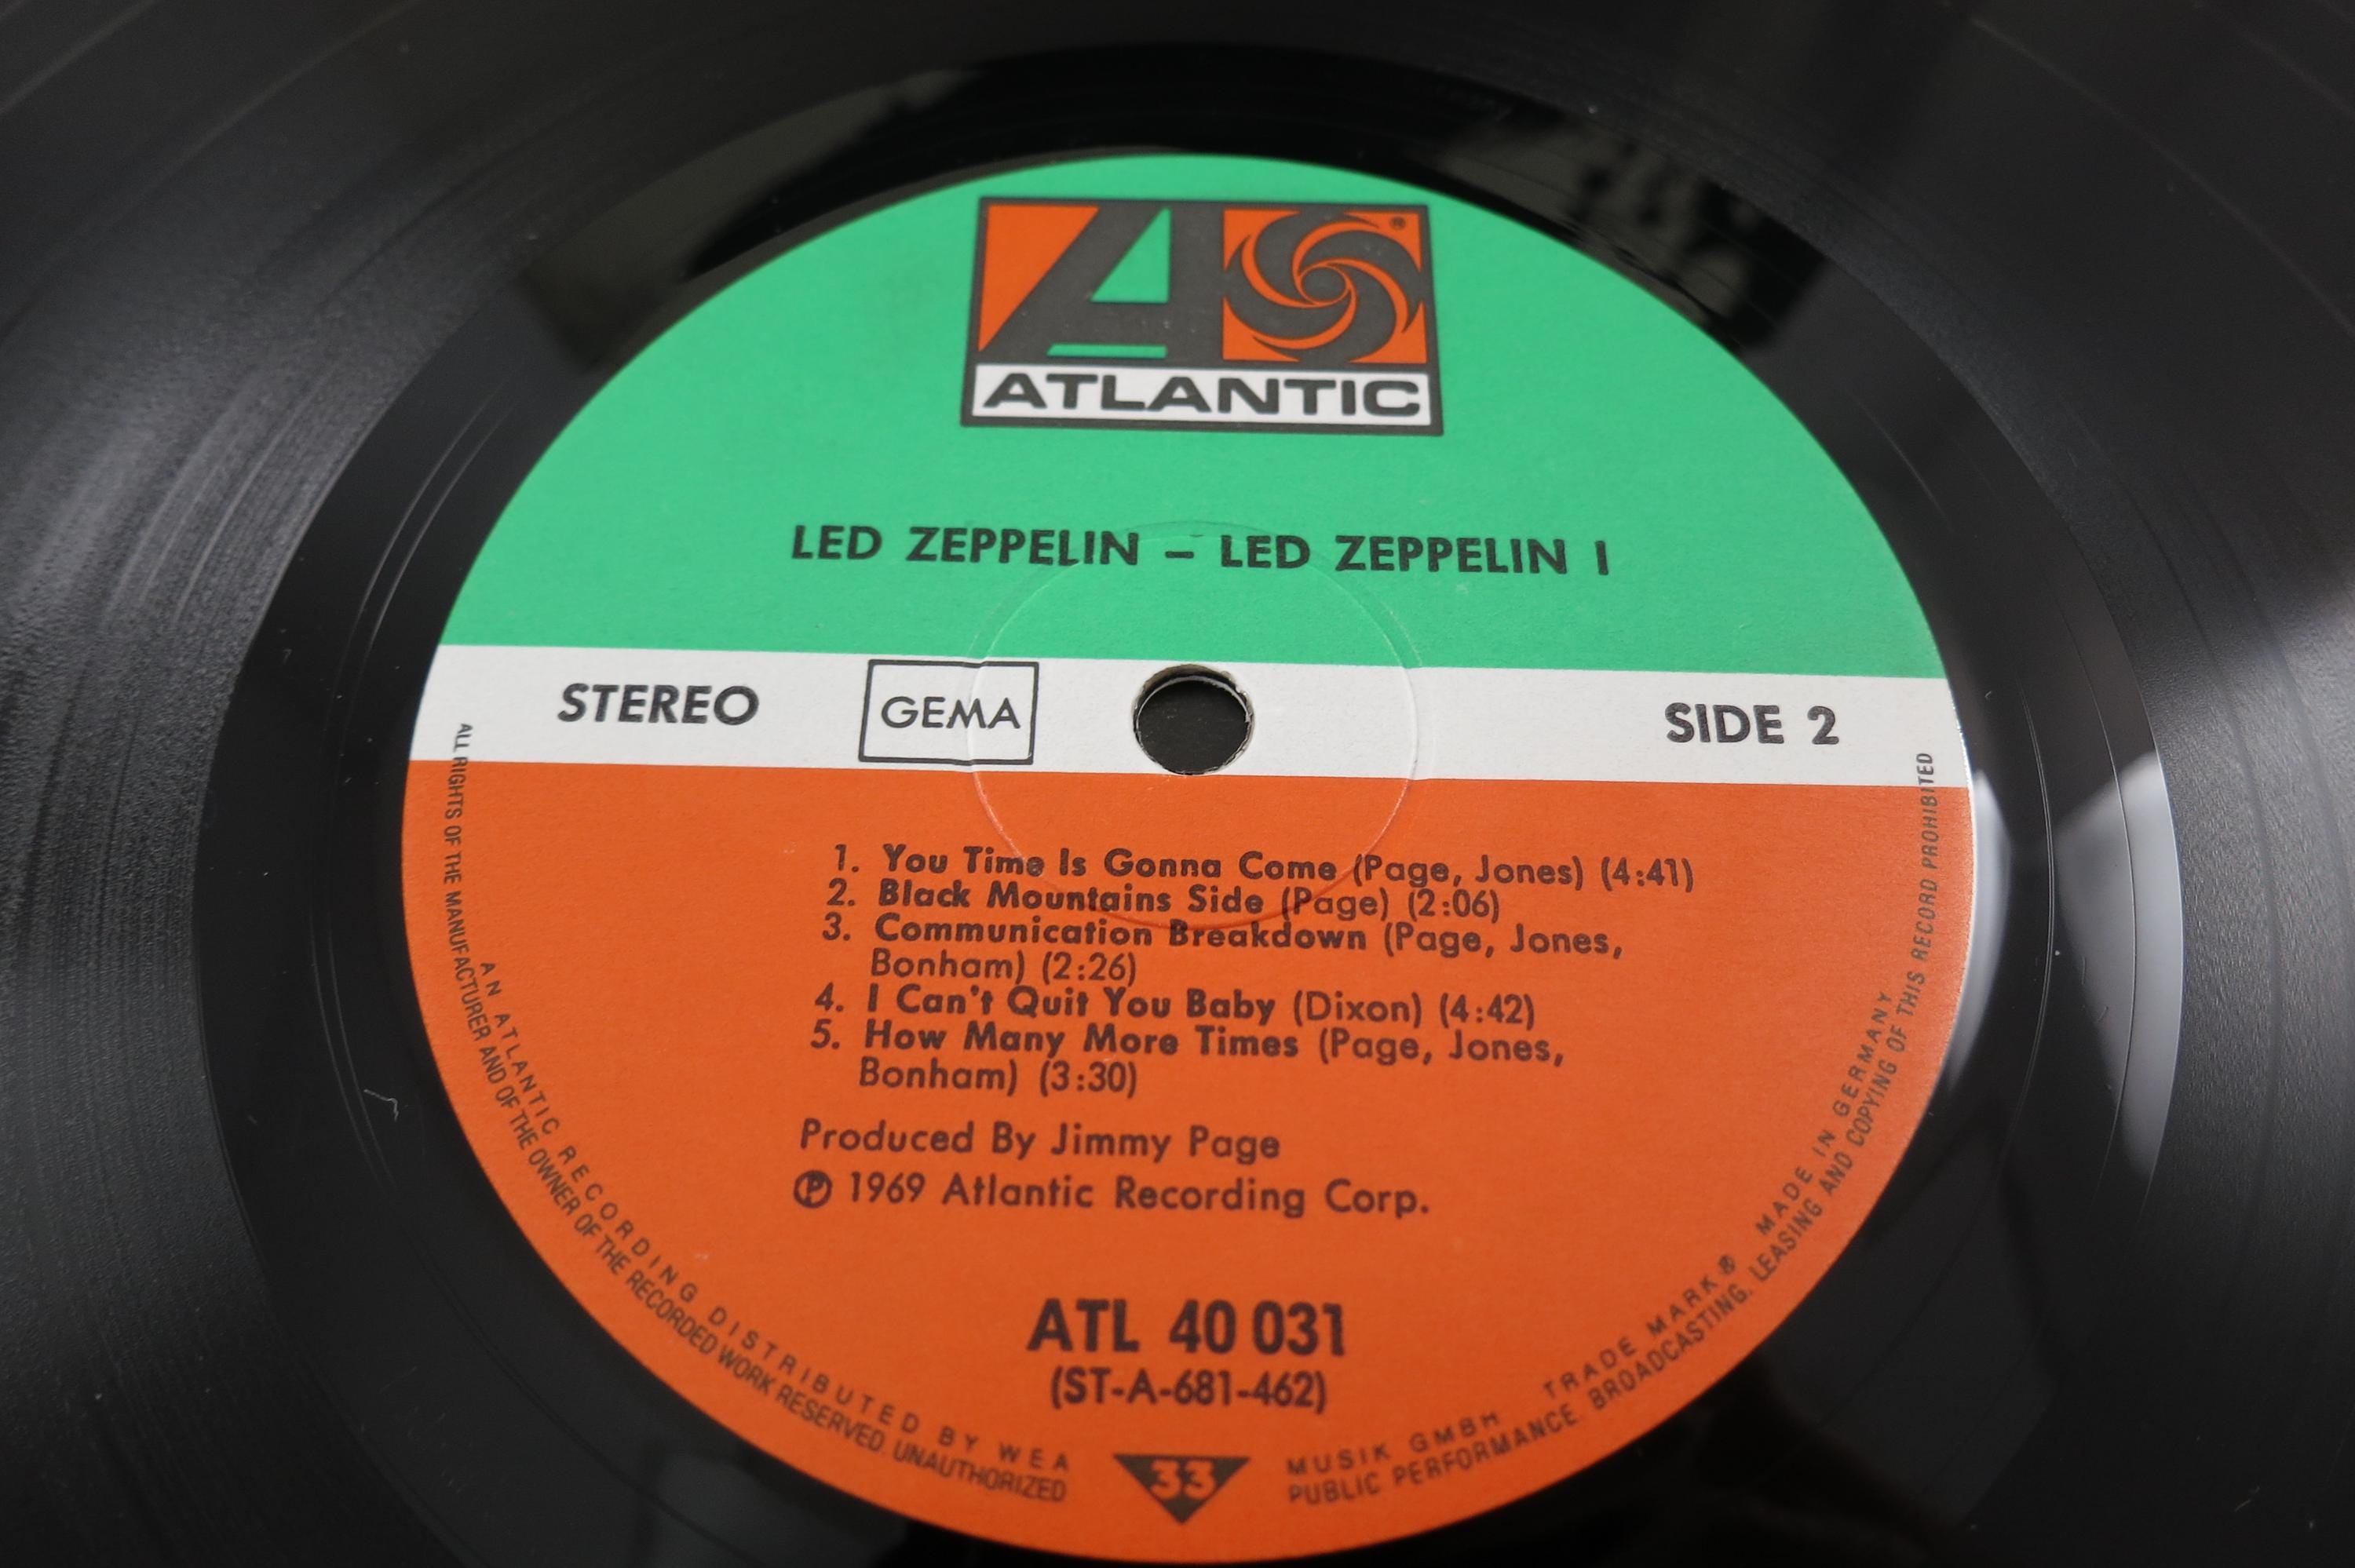 ATLANTIC
®
LED ZEPPELIN – LED ZEPPELIN I
STEREO
GEMA
SIDE 2
1. You Time Is Gonna Come (Page, Jones) (4:41)
2. Black Mountains Side (Page) (2:06)
3. Communication Breakdown (Page, Jones,
Bonham) (2:26)
4. I Can't Quit You Baby (Dixon) (4:42)
5. How Many More Times (Page, Jones,
Bonham) (3:30)
Produced By Jimmy Page
℗ 1969 Atlantic Recording Corp.
ATL 40 031
(ST-A-681-462)
33
AN ATLANTIC RECORDING DISTRIBUTED BY WEA MUSIK GMBH TRADE MARK ® MADE IN GERMANY
ALL RIGHTS OF THE MANUFACTURER AND OF THE OWNER OF THE RECORDED WORK RESERVED. UNAUTHORIZED PUBLIC PERFORMANCE. BROADCASTING. LEASING AND COPYING OF THIS RECORD PROHIBITED